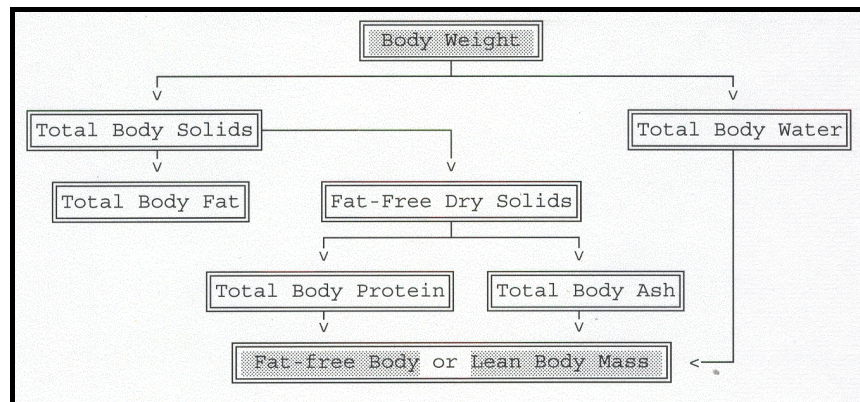 Body Weight
Total Body Solids
Total Body Water
Total Body Fat
Fat-Free Dry Solids
Total Body Protein
Total Body Ash
Fat-free Body or Lean Body Mass